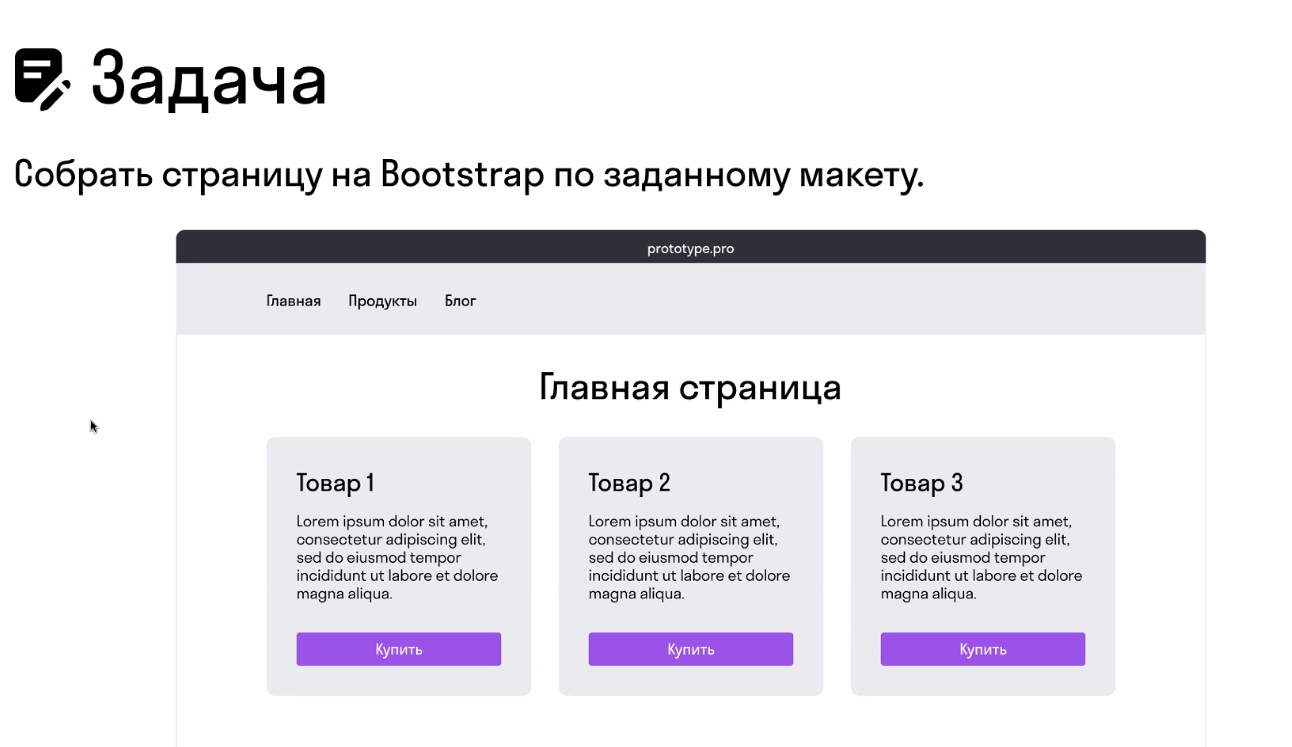 Задача
Собрать страницу на Bootstrap по заданному макету.
prototype.pro
Главная Продукты Блог
Главная страница
Товар 1
Lorem ipsum dolor sit amet,
consectetur adipiscing elit,
sed do eiusmod tempor
incididunt ut labore et dolore
magna aliqua.
Купить
Товар 2
Lorem ipsum dolor sit amet,
consectetur adipiscing elit,
sed do eiusmod tempor
incididunt ut labore et dolore
magna aliqua.
Купить
Товар 3
Lorem ipsum dolor sit amet,
consectetur adipiscing elit,
sed do eiusmod tempor
incididunt ut labore et dolore
magna aliqua.
Купить